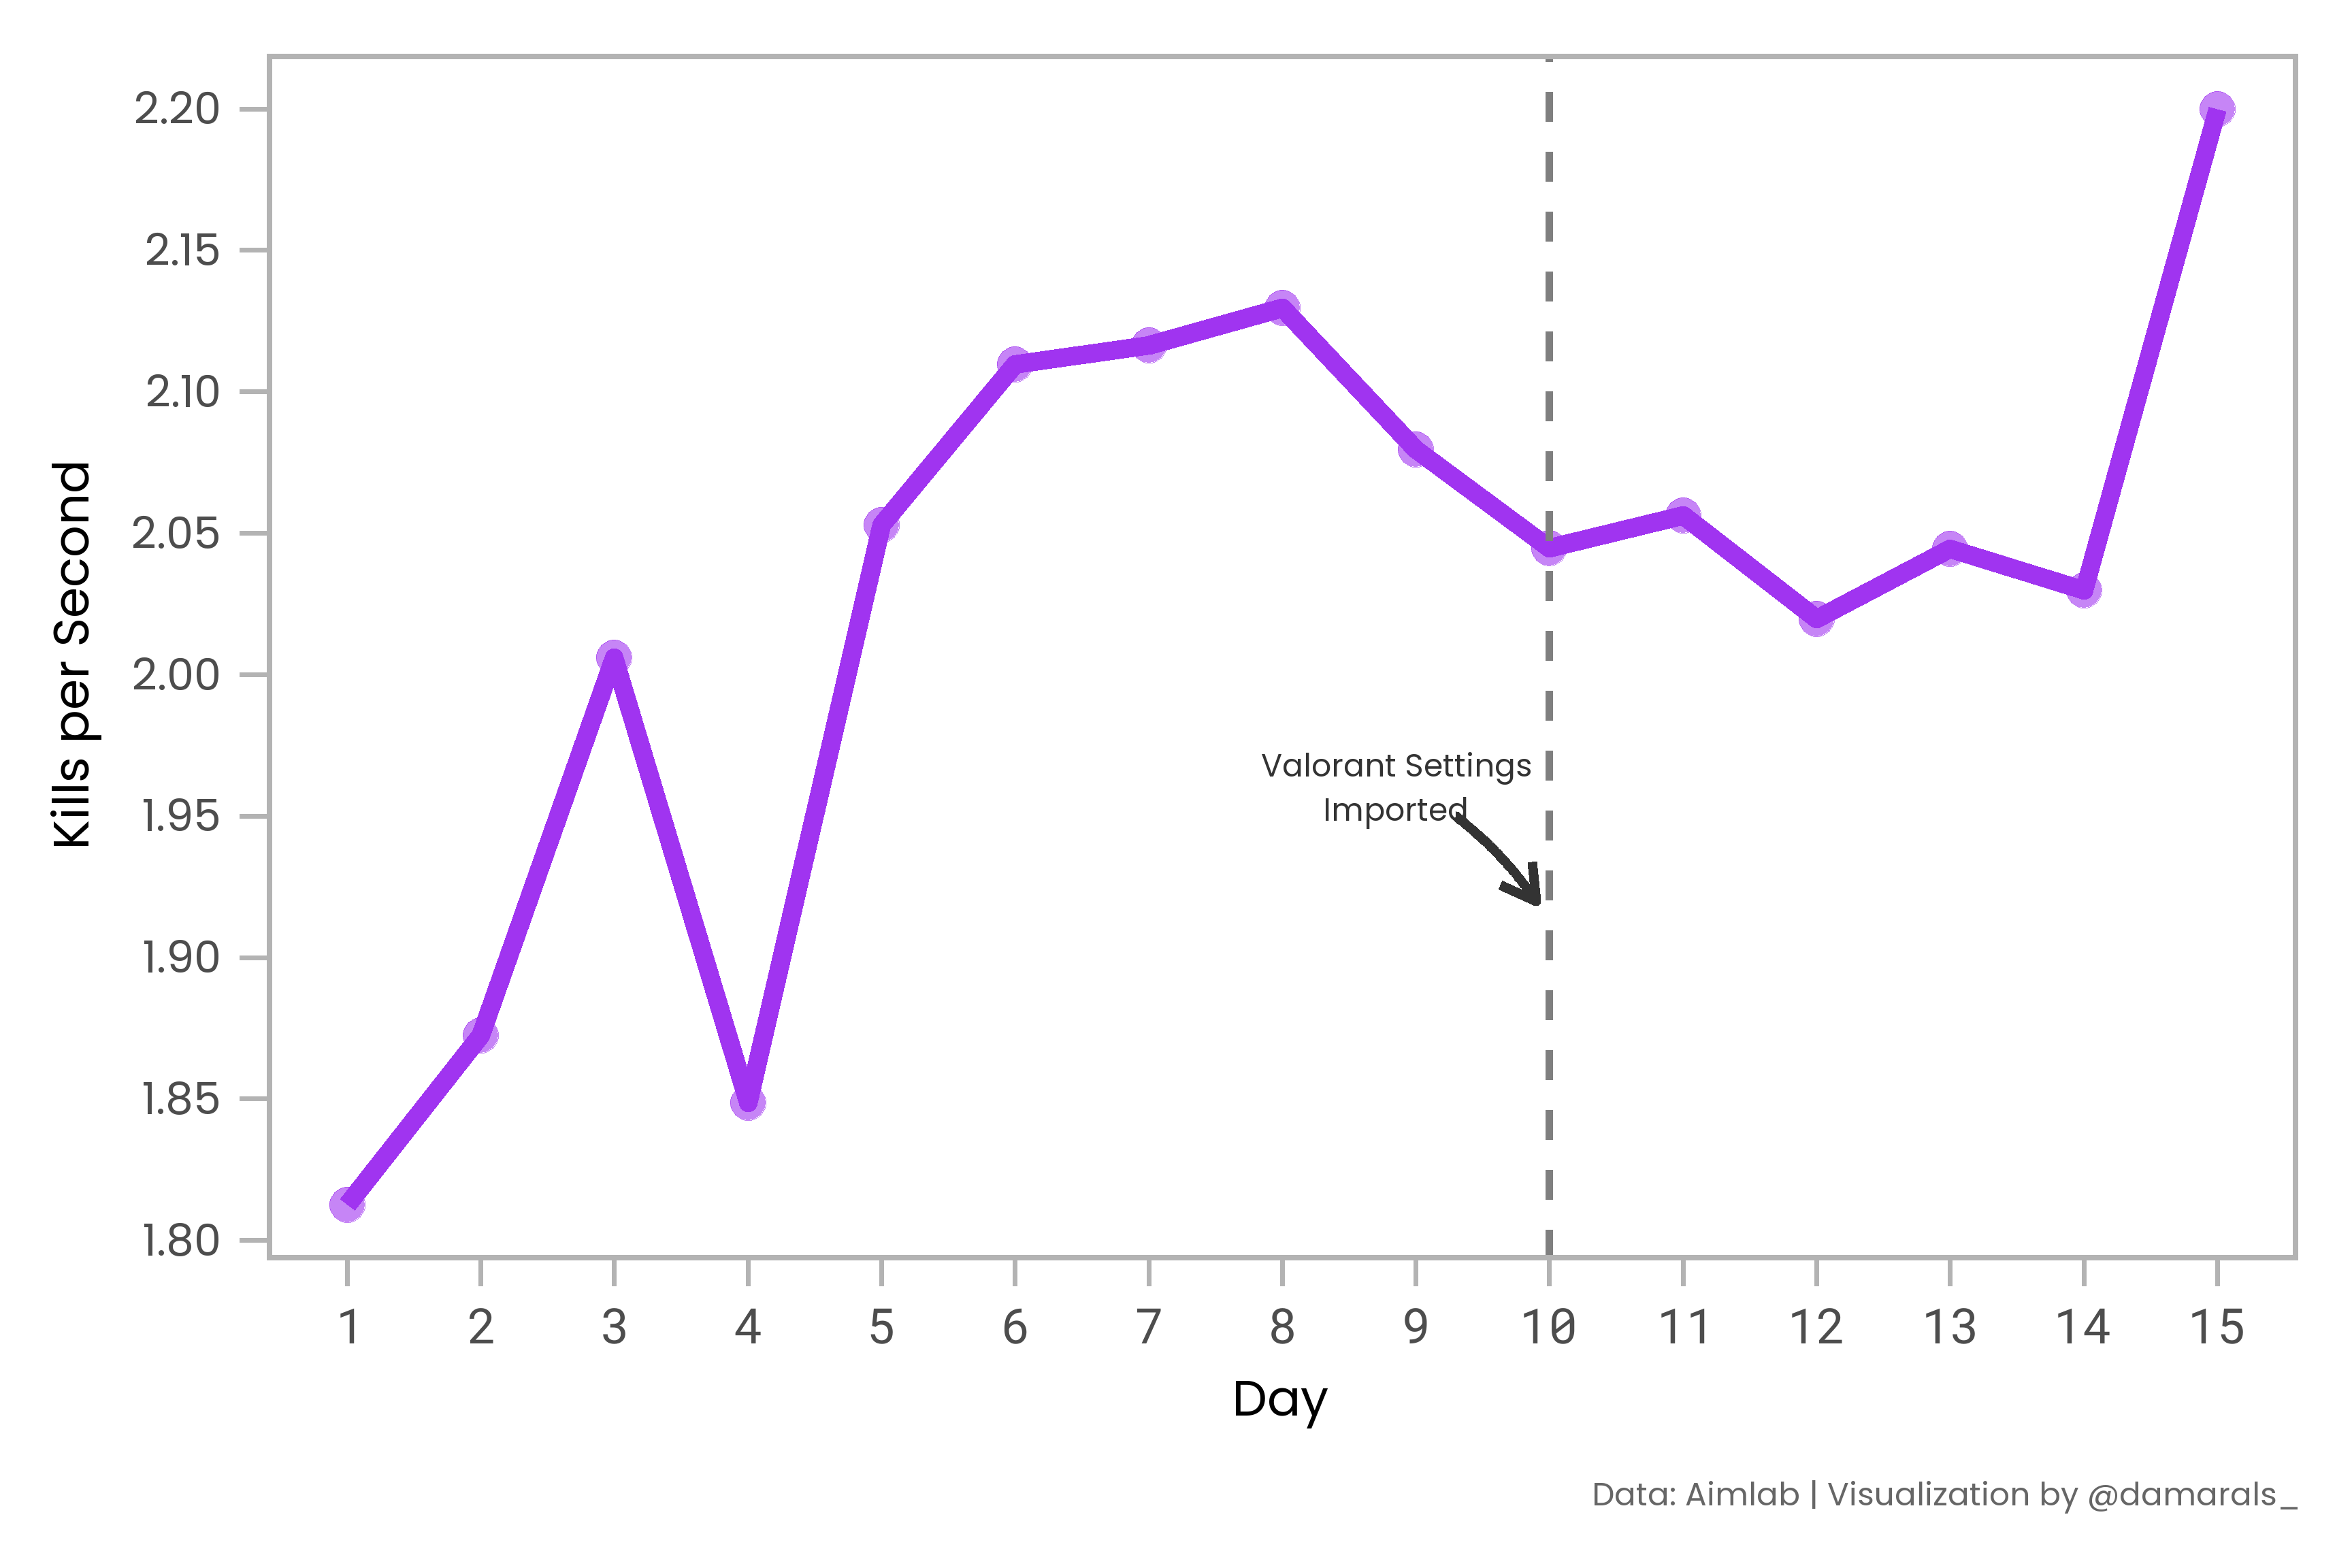 Kills per Second
2.20
2.15
2.10
2.05
2.00
1.95
1.90
1.85
1.80
Valorant Settings
Imported
1 2 3 4 5 6 7 8 9 10 11 12 13 14 15
Day
Data: Aimlab | Visualization by @damarals_